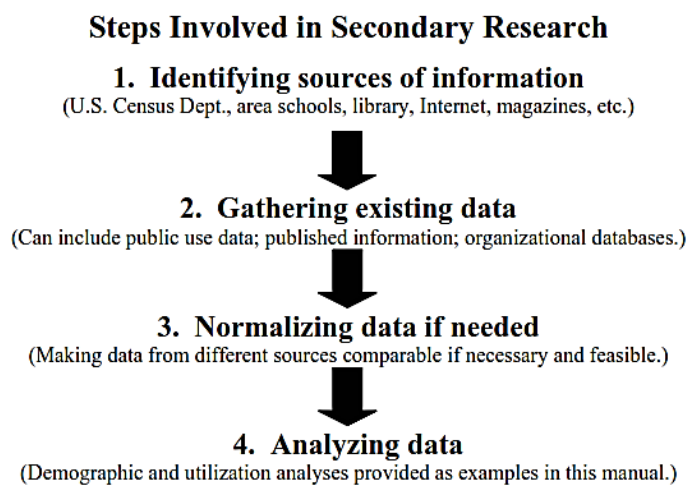 Steps Involved in Secondary Research
1. Identifying sources of information
(U.S. Census Dept., area schools, library, Internet, magazines, etc.)
2. Gathering existing data
(Can include public use data; published information; organizational databases.)
3. Normalizing data if needed
(Making data from different sources comparable if necessary and feasible.)
4. Analyzing data
(Demographic and utilization analyses provided as examples in this manual.)